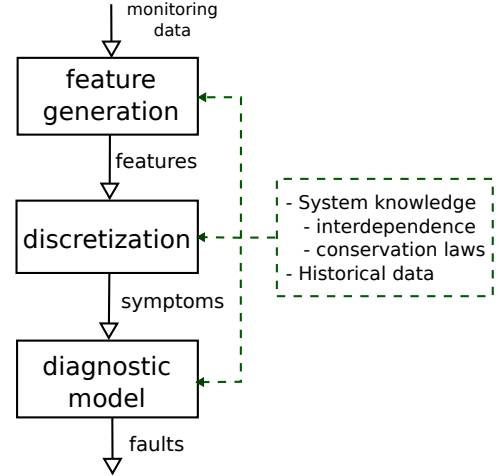 monitoring
data
feature
generation
features
discretization
- System knowledge
- interdependence
- conservation laws
- Historical data
symptoms
diagnostic
model
faults